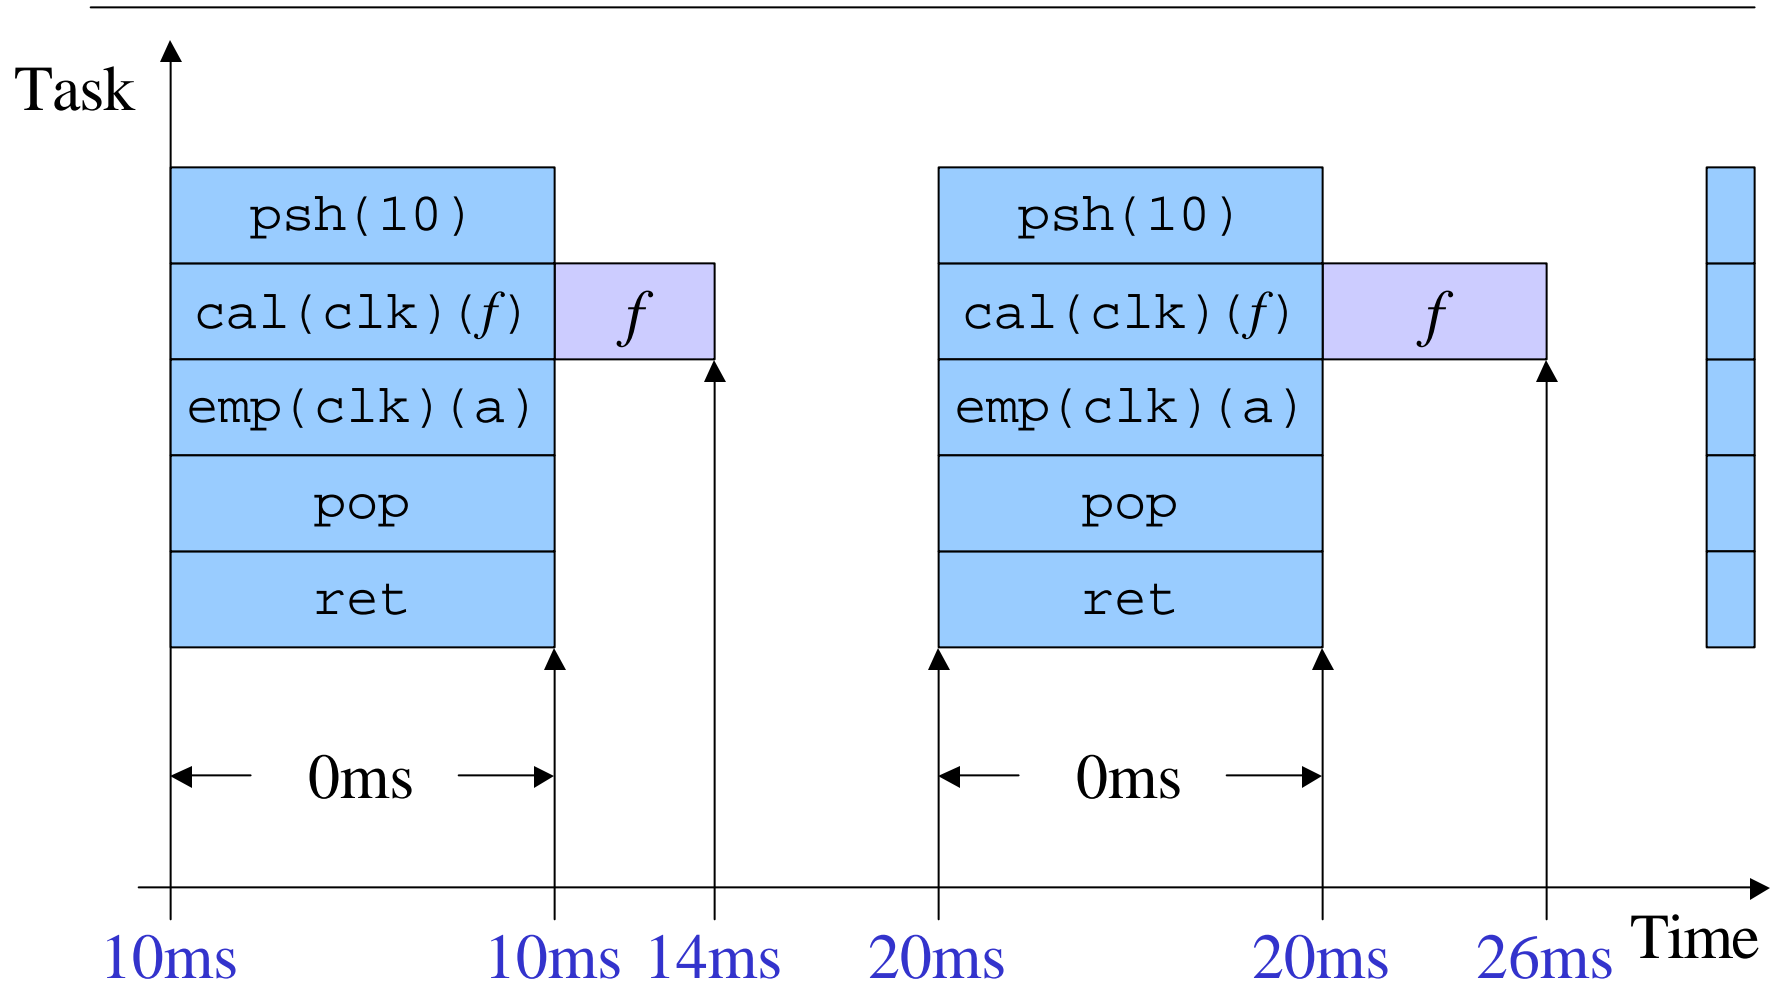 Task
psh(10) psh(10)
cal(clk)(f) f cal(clk)(f) f
emp(clk)(a) emp(clk)(a)
pop pop
ret ret
0ms 0ms
10ms 10ms 14ms 20ms 20ms 26ms Time